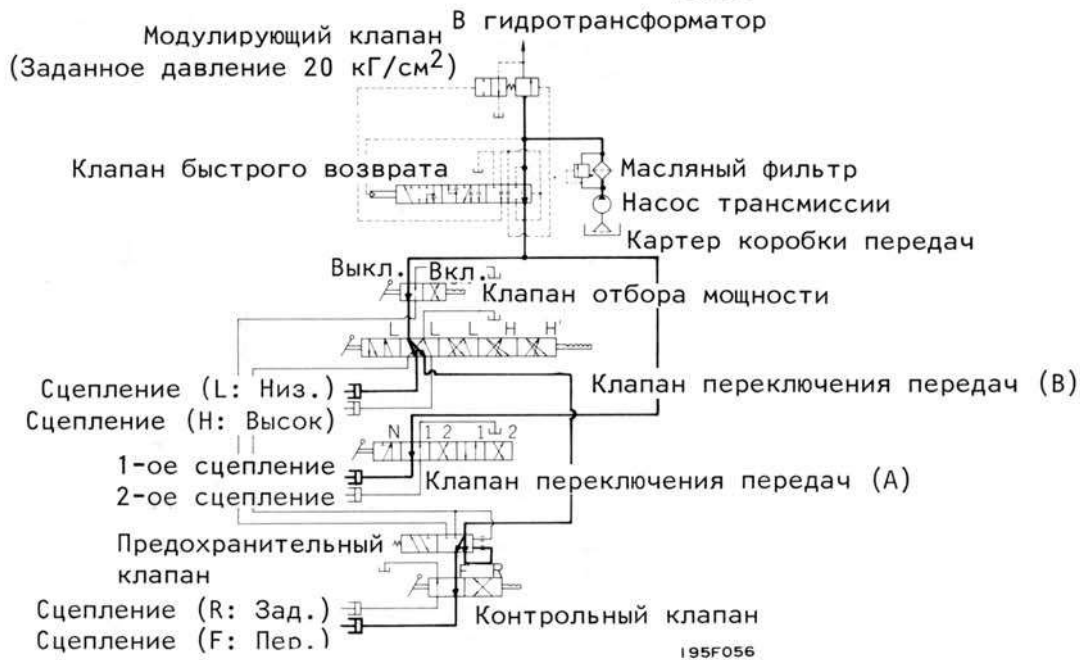 В гидротрансформатор
Модулирующий клапан
(Заданное давление 20 кГ/см²)
Клапан быстрого возврата
Масляный фильтр
Насос трансмиссии
Картер коробки передач
Выкл. Вкл.
Клапан отбора мощности
L L L H H'
Сцепление (L: Низ.)
Клапан переключения передач (B)
Сцепление (H: Высок)
N 1 2 1 2
1-ое сцепление
Клапан переключения передач (A)
2-ое сцепление
Предохранительный
клапан
F R
Сцепление (R: Зад.)
Контрольный клапан
Сцепление (F: Пер.)
195F056